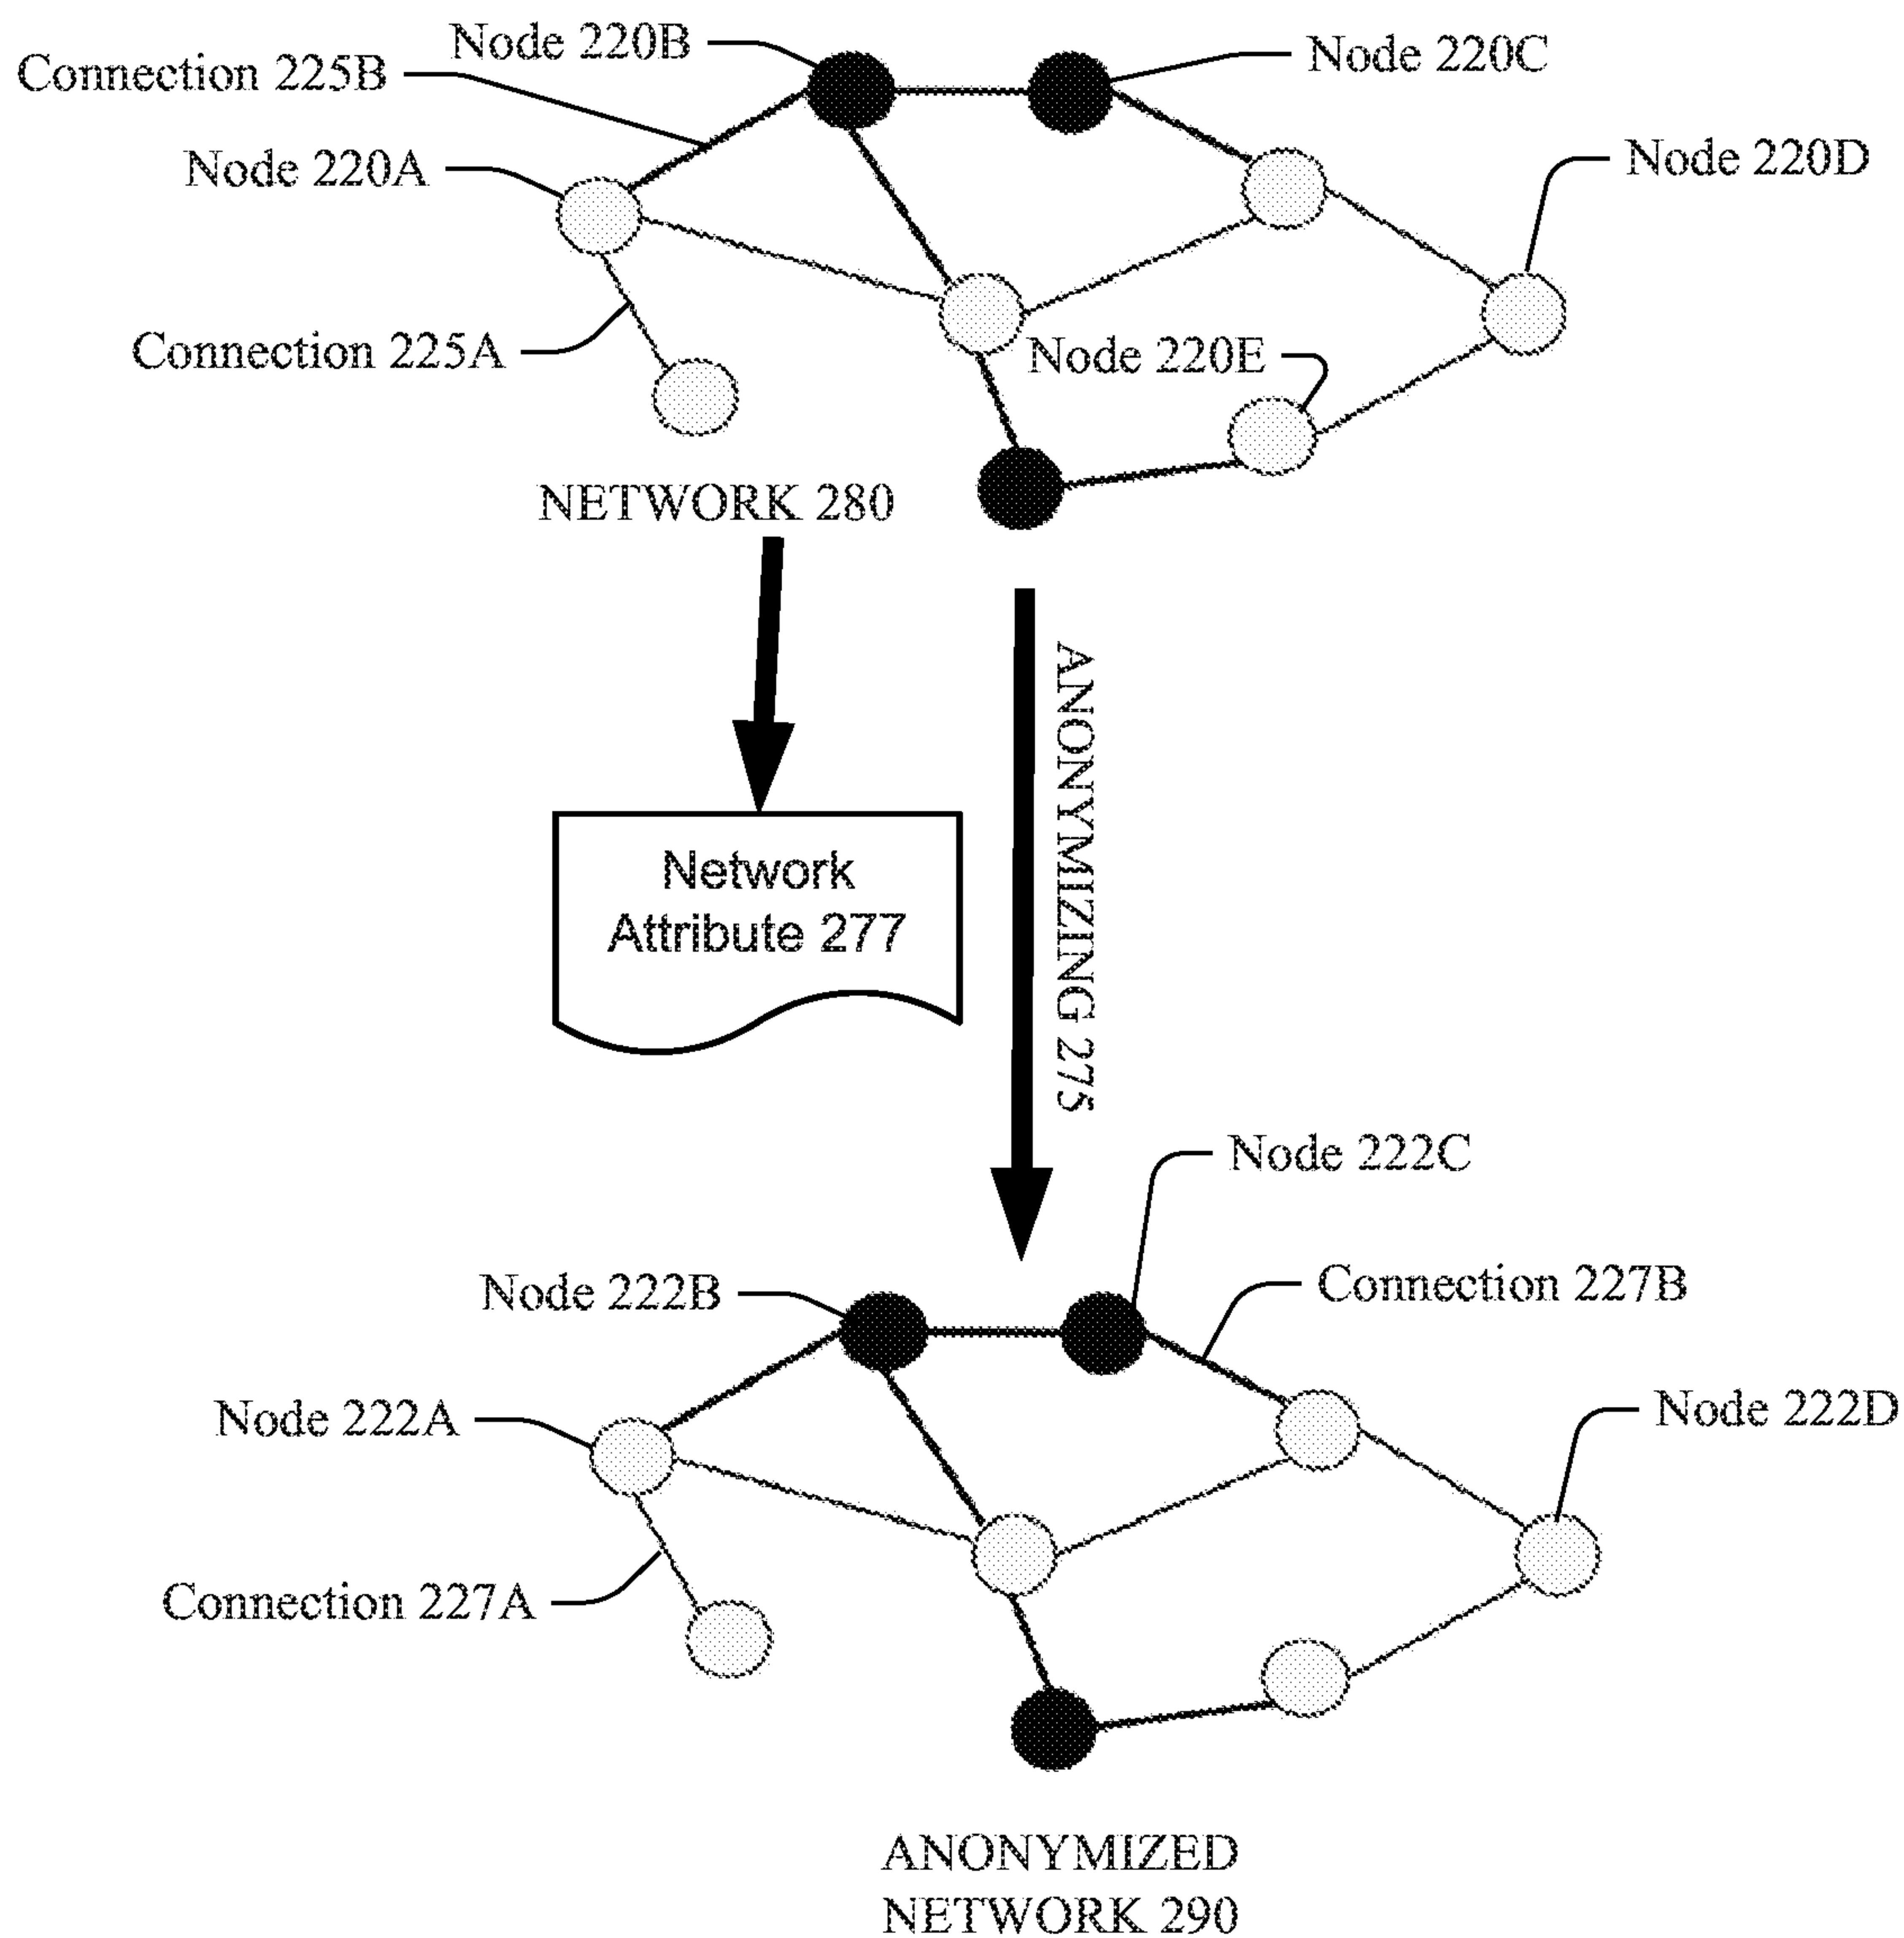 Node 220B
Node 220C
Connection 225B
Node 220A
Node 220D
Connection 225A
Node 220E
NETWORK 280
ANONYMIZING 275
Network
Attribute 277
Node 222C
Node 222B
Connection 227B
Node 222A
Node 222D
Connection 227A
ANONYMIZED
NETWORK 290